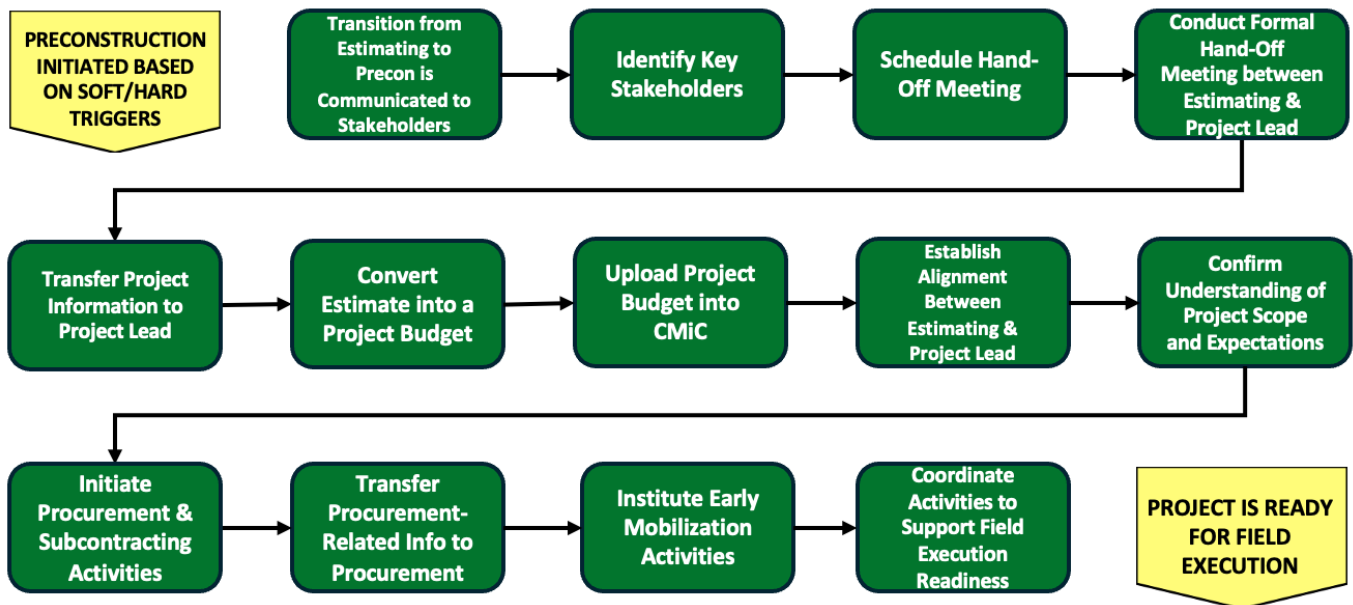 PRECONSTRUCTION
INITIATED BASED
ON SOFT/HARD
TRIGGERS
Transition from
Estimating to
Precon is
Communicated to
Stakeholders
Identify Key
Stakeholders
Schedule Hand-
Off Meeting
Conduct Formal
Hand-Off
Meeting between
Estimating &
Project Lead
Transfer Project
Information to
Project Lead
Convert
Estimate into a
Project Budget
Upload Project
Budget into
CMiC
Establish
Alignment
Between
Estimating &
Project Lead
Confirm
Understanding of
Project Scope
and Expectations
Initiate
Procurement &
Subcontracting
Activities
Transfer
Procurement-
Related Info to
Procurement
Institute Early
Mobilization
Activities
Coordinate
Activities to
Support Field
Execution
Readiness
PROJECT IS READY
FOR FIELD
EXECUTION